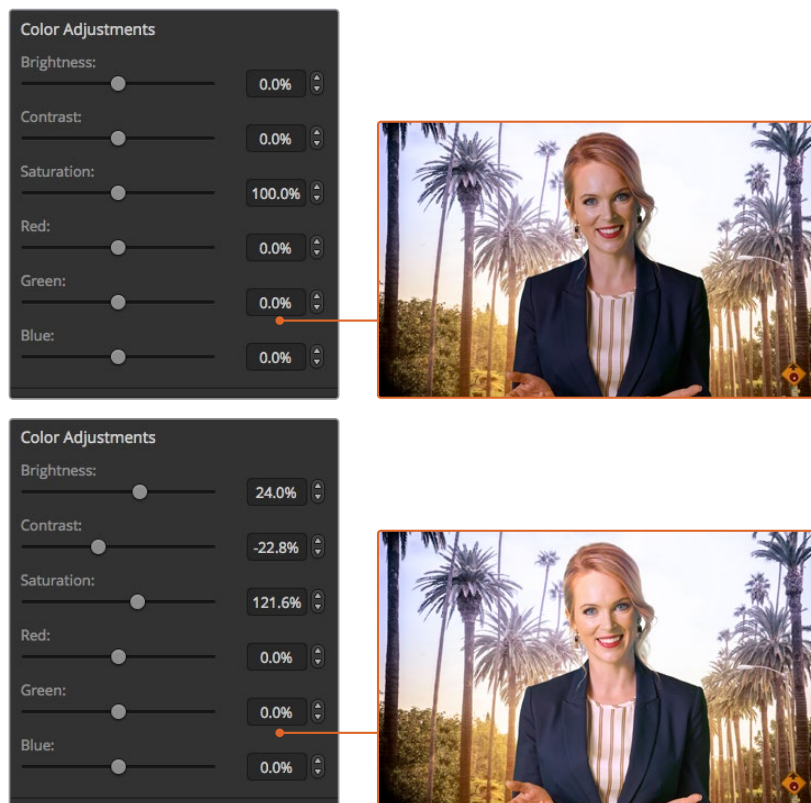 Color Adjustments
Brightness:
0.0%
Contrast:
0.0%
Saturation:
100.0%
Red:
0.0%
Green:
0.0%
Blue:
0.0%
Color Adjustments
Brightness:
24.0%
Contrast:
-22.8%
Saturation:
121.6%
Red:
0.0%
Green:
0.0%
Blue:
0.0%